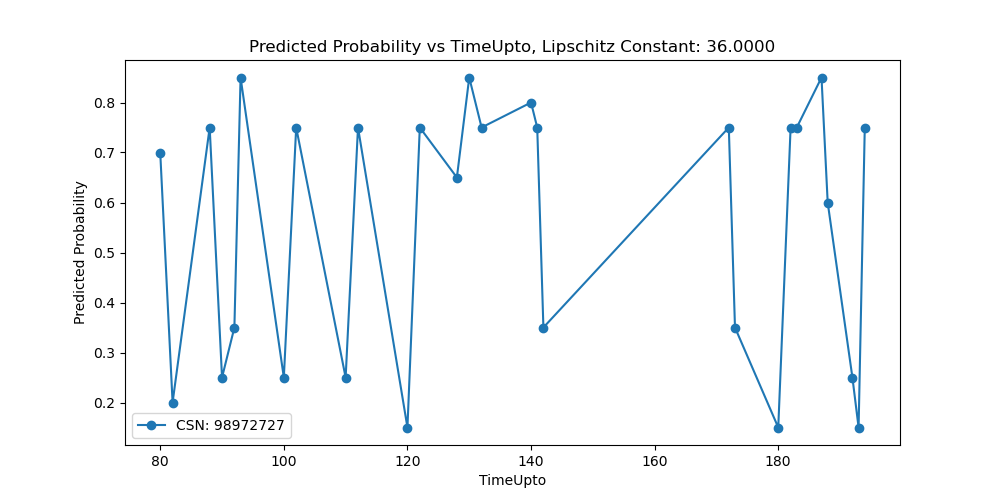 Predicted Probability vs TimeUpto, Lipschitz Constant: 36.0000
Predicted Probability
0.8
0.7
0.6
0.5
0.4
0.3
0.2
CSN: 98972727
80 100 120 140 160 180
TimeUpto